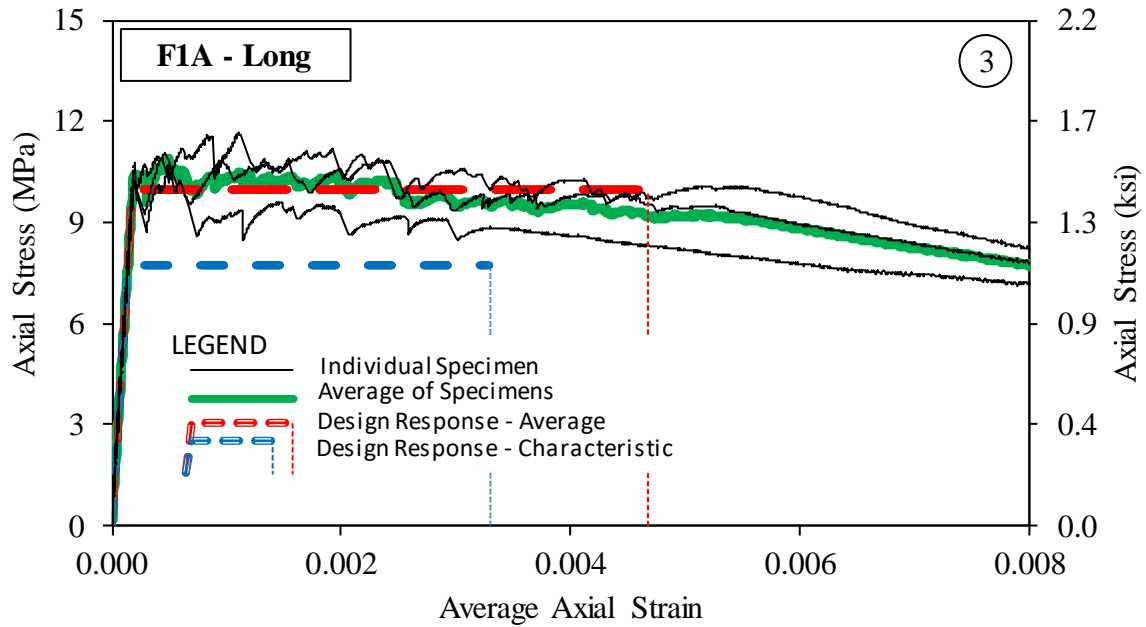 F1A - Long
3
15
12
9
6
3
0
Axial Stress (MPa)
2.2
1.7
1.3
0.9
0.4
0.0
Axial Stress (ksi)
LEGEND
Individual Specimen
Average of Specimens
Design Response - Average
Design Response - Characteristic
0.000 0.002 0.004 0.006 0.008
Average Axial Strain